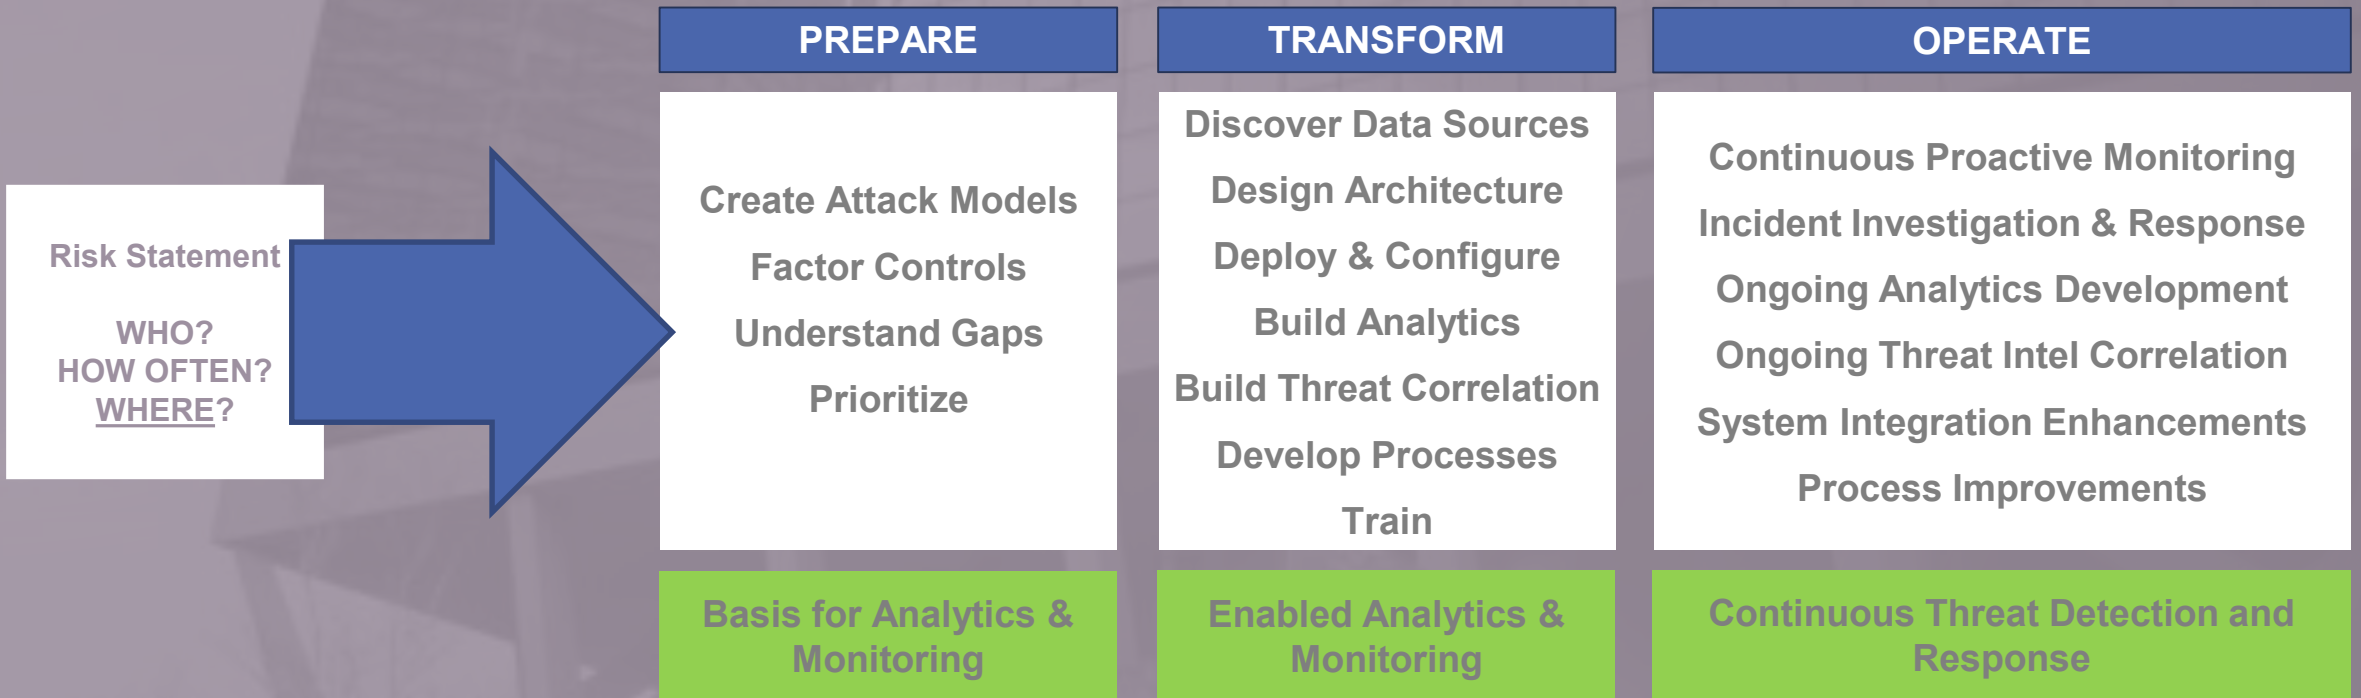 PREPARE
TRANSFORM
OPERATE
Risk Statement
WHO?
HOW OFTEN?
WHERE?
Create Attack Models
Factor Controls
Understand Gaps
Prioritize
Discover Data Sources
Design Architecture
Deploy & Configure
Build Analytics
Build Threat Correlation
Develop Processes
Train
Continuous Proactive Monitoring
Incident Investigation & Response
Ongoing Analytics Development
Ongoing Threat Intel Correlation
System Integration Enhancements
Process Improvements
Basis for Analytics &
Monitoring
Enabled Analytics &
Monitoring
Continuous Threat Detection and
Response